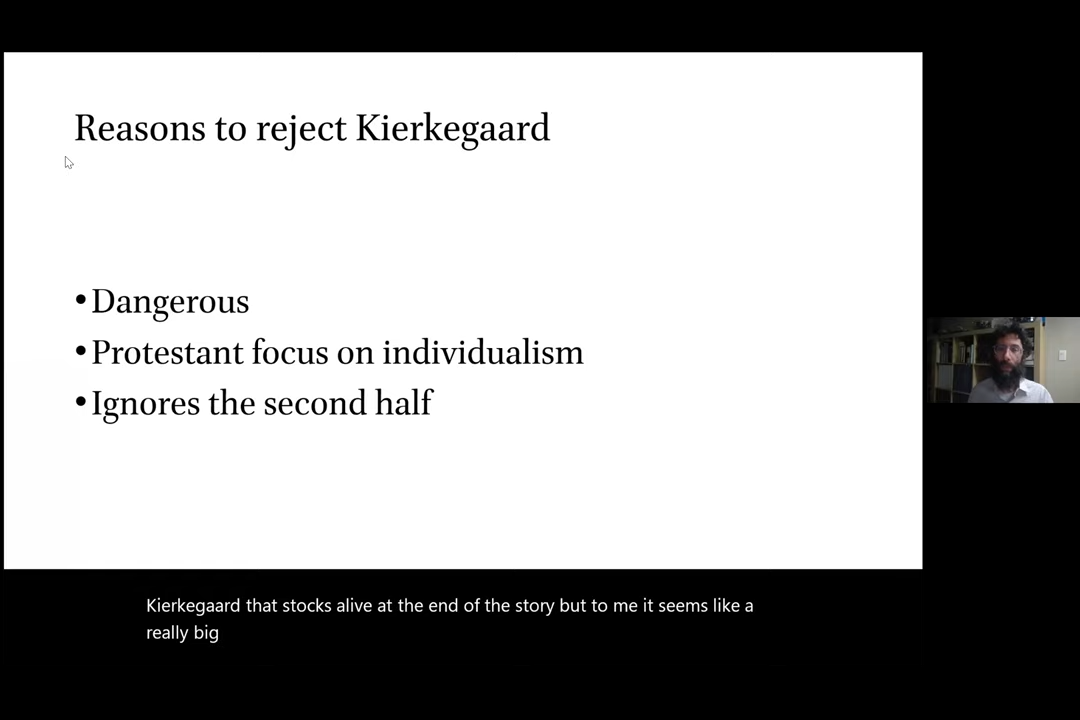 Reasons to reject Kierkegaard
•Dangerous
•Protestant focus on individualism
•Ignores the second half
Kierkegaard that stocks alive at the end of the story but to me it seems like a
really big